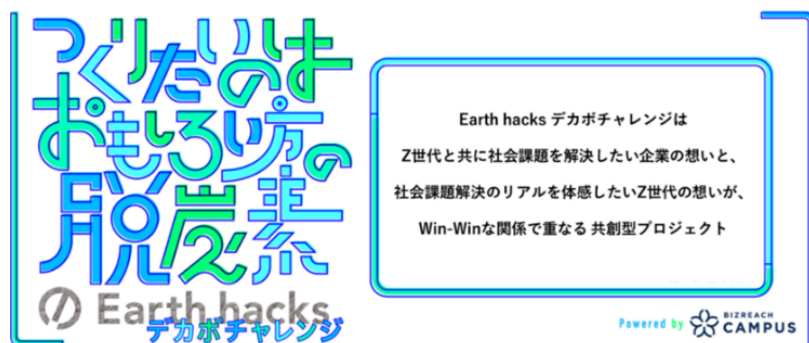 つくりたいのは
おもしろい方の
脱炭素
Earth hacks
デカボチャレンジ
Earth hacks デカボチャレンジは
Z世代と共に社会課題を解決したい企業の想いと、
社会課題解決のリアルを体感したいZ世代の想いが、
Win-Winな関係で重なる 共創型プロジェクト
Powered by BIZREACH CAMPUS